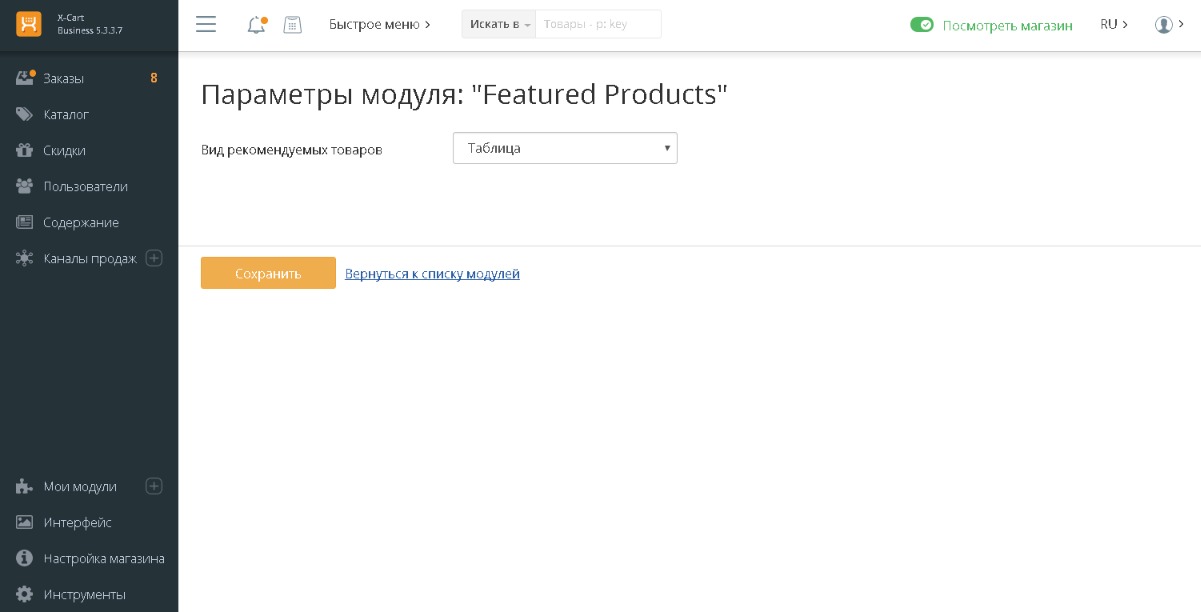 X-Cart
Business 5.3.3.7
Быстрое меню
Искать в
Товары - p: key
Посмотреть магазин
RU
Заказы 8
Каталог
Скидки
Пользователи
Содержание
Каналы продаж
Мои модули
Интерфейс
Настройка магазина
Инструменты
Параметры модуля: "Featured Products"
Вид рекомендуемых товаров
Таблица
Сохранить
Вернуться к списку модулей